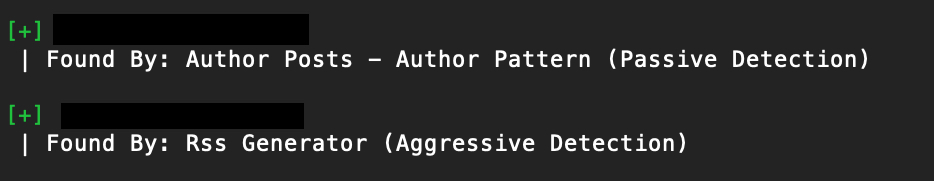 [+]
| Found By: Author Posts - Author Pattern (Passive Detection)
[+]
| Found By: Rss Generator (Aggressive Detection)